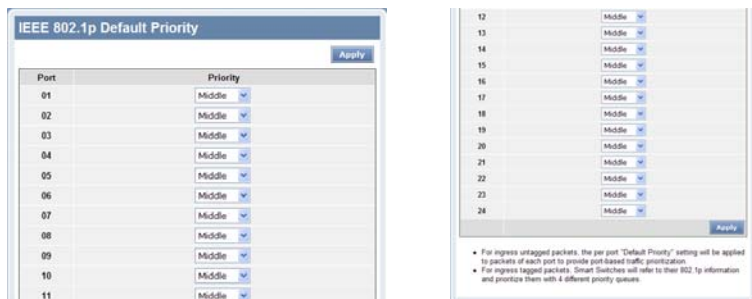 IEEE 802.1p Default Priority
Apply
Port Priority
01 Middle
02 Middle
03 Middle
04 Middle
05 Middle
06 Middle
07 Middle
08 Middle
09 Middle
10 Middle
11 Middle
12 Middle
13 Middle
14 Middle
15 Middle
16 Middle
17 Middle
18 Middle
19 Middle
20 Middle
21 Middle
22 Middle
23 Middle
24 Middle
Apply
• For ingress untagged packets, the per port "Default Priority" setting will be applied
to packets of each port to provide port-based traffic prioritization.
• For ingress tagged packets, Smart Switches will refer to their 802.1p information
and prioritize them with 4 different priority queues.